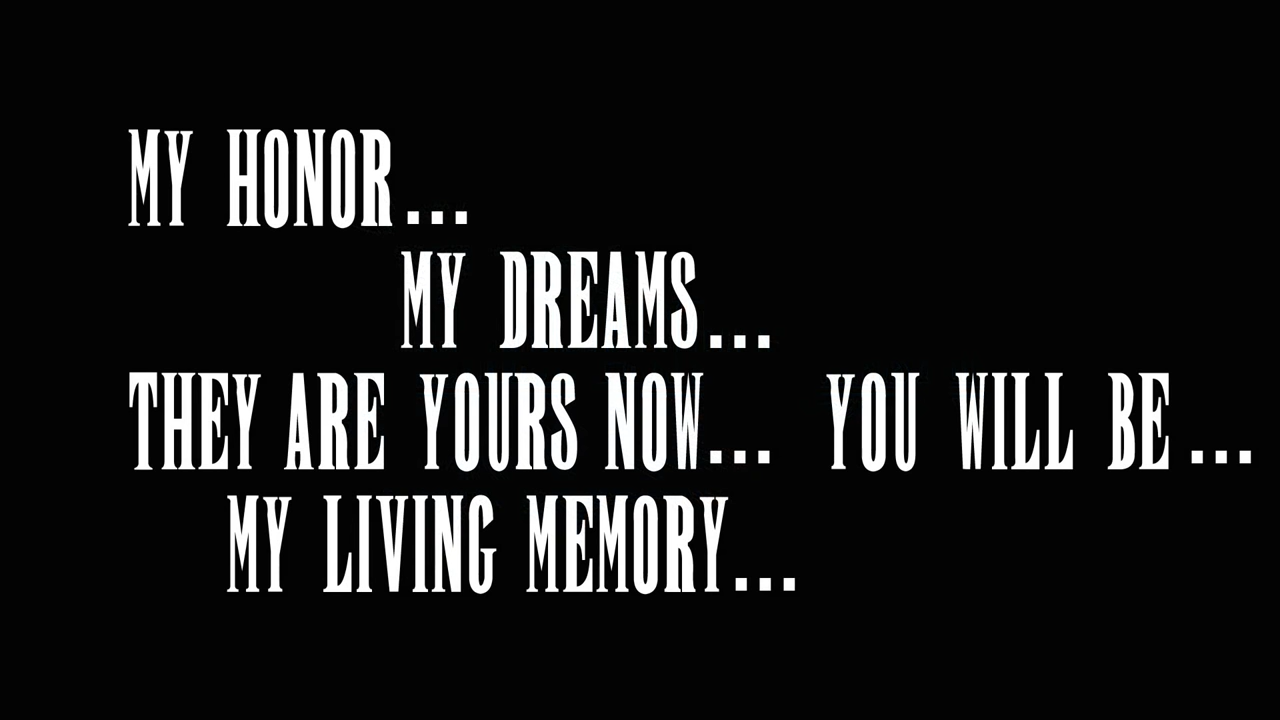 MY HONOR...
MY DREAMS...
THEY ARE YOURS NOW... YOU WILL BE ...
MY LIVING MEMORY...